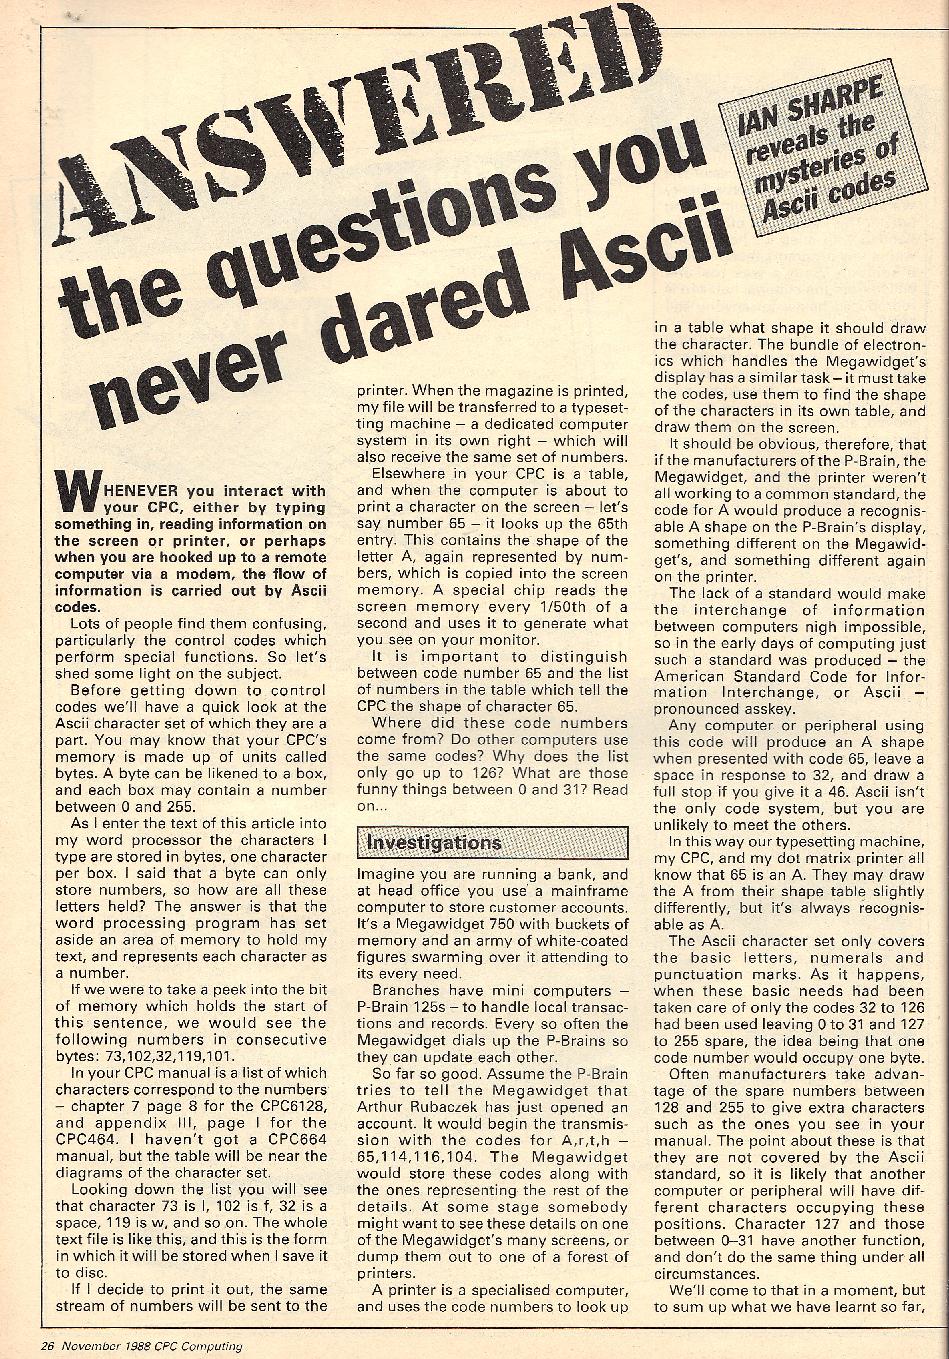 ANSWERED
the questions you
never dared Ascii
IAN SHARPE
reveals the
mysteries of
Ascii codes
WHENEVER you interact with
your CPC, either by typing
something in, reading information on
the screen or printer, or perhaps
when you are hooked up to a remote
computer via a modem, the flow of
information is carried out by Ascii
codes.
Lots of people find them confusing,
particularly the control codes which
perform special functions. So let's
shed some light on the subject.
Before getting down to control
codes we'll have a quick look at the
Ascii character set of which they are a
part. You may know that your CPC's
memory is made up of units called
bytes. A byte can be likened to a box,
and each box may contain a number
between 0 and 255.
As I enter the text of this article into
my word processor the characters I
type are stored in bytes, one character
per box. I said that a byte can only
store numbers, so how are all these
letters held? The answer is that the
word processing program has set
aside an area of memory to hold my
text, and represents each character as
a number.
If we were to take a peek into the bit
of memory which holds the start of
this sentence, we would see the
following numbers in consecutive
bytes: 73,102,32,119,101.
In your CPC manual is a list of which
characters correspond to the numbers
– chapter 7 page 8 for the CPC6128,
and appendix III, page I for the
CPC464. I haven't got a CPC664
manual, but the table will be near the
diagrams of the character set.
Looking down the list you will see
that character 73 is I, 102 is f, 32 is a
space, 119 is w, and so on. The whole
text file is like this, and this is the form
in which it will be stored when I save it
to disc.
If I decide to print it out, the same
stream of numbers will be sent to the
printer. When the magazine is printed,
my file will be transferred to a typeset-
ting machine – a dedicated computer
system in its own right – which will
also receive the same set of numbers.
Elsewhere in your CPC is a table,
and when the computer is about to
print a character on the screen – let's
say number 65 – it looks up the 65th
entry. This contains the shape of the
letter A, again represented by num-
bers, which is copied into the screen
memory. A special chip reads the
screen memory every 1/50th of a
second and uses it to generate what
you see on your monitor.
It is important to distinguish
between code number 65 and the list
of numbers in the table which tell the
CPC the shape of character 65.
Where did these code numbers
come from? Do other computers use
the same codes? Why does the list
only go up to 126? What are those
funny things between 0 and 31? Read
on...
Investigations
Imagine you are running a bank, and
at head office you use a mainframe
computer to store customer accounts.
It's a Megawidget 750 with buckets of
memory and an army of white-coated
figures swarming over it attending to
its every need.
Branches have mini computers –
P-Brain 125s – to handle local transac-
tions and records. Every so often the
Megawidget dials up the P-Brains so
they can update each other.
So far so good. Assume the P-Brain
tries to tell the Megawidget that
Arthur Rubaczek has just opened an
account. It would begin the transmis-
sion with the codes for A,r,t,h –
65,114,116,104. The Megawidget
would store these codes along with
the ones representing the rest of the
details. At some stage somebody
might want to see these details on one
of the Megawidget's many screens, or
dump them out to one of a forest of
printers.
A printer is a specialised computer,
and uses the code numbers to look up
in a table what shape it should draw
the character. The bundle of electron-
ics which handles the Megawidget's
display has a similar task – it must take
the codes, use them to find the shape
of the characters in its own table, and
draw them on the screen.
It should be obvious, therefore, that
if the manufacturers of the P-Brain, the
Megawidget, and the printer weren't
all working to a common standard, the
code for A would produce a recognis-
able A shape on the P-Brain's display,
something different on the Megawid-
get's, and something different again
on the printer.
The lack of a standard would make
the interchange of information
between computers nigh impossible,
so in the early days of computing just
such a standard was produced – the
American Standard Code for Infor-
mation Interchange, or Ascii –
pronounced asskey.
Any computer or peripheral using
this code will produce an A shape
when presented with code 65, leave a
space in response to 32, and draw a
full stop if you give it a 46. Ascii isn't
the only code system, but you are
unlikely to meet the others.
In this way our typesetting machine,
my CPC, and my dot matrix printer all
know that 65 is an A. They may draw
the A from their shape table slightly
differently, but it's always recognis-
able as A.
The Ascii character set only covers
the basic letters, numerals and
punctuation marks. As it happens,
when these basic needs had been
taken care of only the codes 32 to 126
had been used leaving 0 to 31 and 127
to 255 spare, the idea being that one
code number would occupy one byte.
Often manufacturers take advan-
tage of the spare numbers between
128 and 255 to give extra characters
such as the ones you see in your
manual. The point about these is that
they are not covered by the Ascii
standard, so it is likely that another
computer or peripheral will have dif-
ferent characters occupying these
positions. Character 127 and those
between 0–31 have another function,
and don't do the same thing under all
circumstances.
We'll come to that in a moment, but
to sum up what we have learnt so far,
26 November 1988 CPC Computing